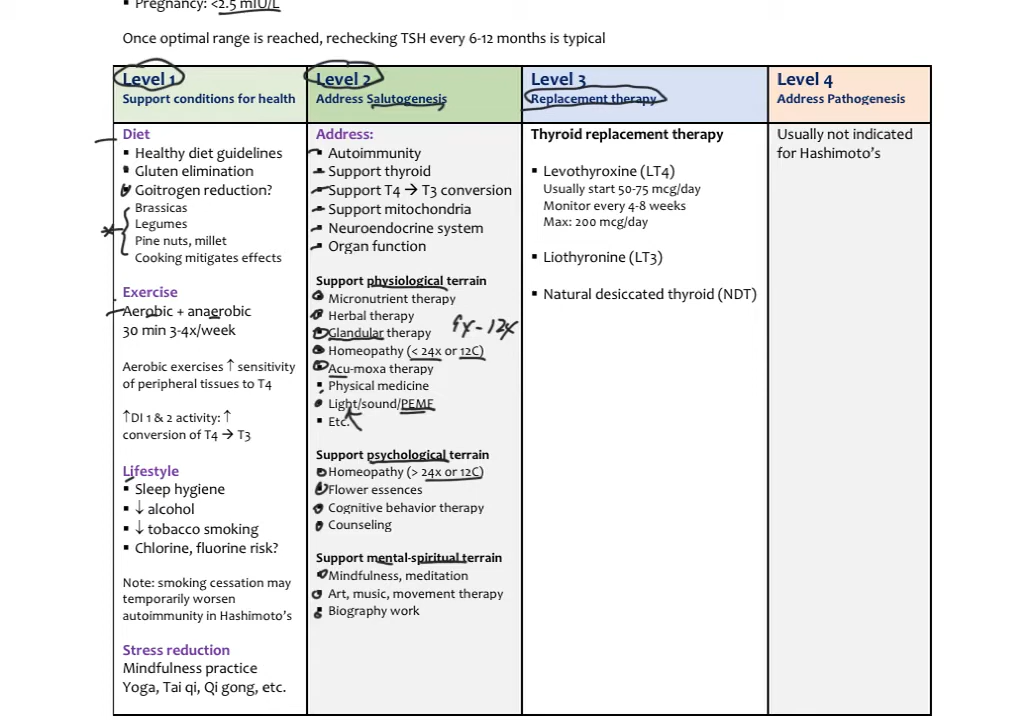 ▪ Pregnancy: <2.5 mIU/L
Once optimal range is reached, rechecking TSH every 6-12 months is typical
Level 1
Support conditions for health
Diet
▪ Healthy diet guidelines
▪ Gluten elimination
▪ Goitrogen reduction?
Brassicas
Legumes
Pine nuts, millet
Cooking mitigates effects
Exercise
Aerobic + anaerobic
30 min 3-4x/week
Aerobic exercises ↑ sensitivity
of peripheral tissues to T4
↑DI 1 & 2 activity: ↑
conversion of T4 → T3
Lifestyle
▪ Sleep hygiene
▪ ↓ alcohol
▪ ↓ tobacco smoking
▪ Chlorine, fluorine risk?
Note: smoking cessation may
temporarily worsen
autoimmunity in Hashimoto's
Stress reduction
Mindfulness practice
Yoga, Tai qi, Qi gong, etc.
Level 2
Address Salutogenesis
Address:
▪ Autoimmunity
▪ Support thyroid
▪ Support T4 → T3 conversion
▪ Support mitochondria
▪ Neuroendocrine system
▪ Organ function
Support physiological terrain
▪ Micronutrient therapy
▪ Herbal therapy
▪ Glandular therapy
▪ Homeopathy (< 24x or 12C)
▪ Acu-moxa therapy
▪ Physical medicine
▪ Light/sound/PEMF
▪ Etc.
Support psychological terrain
▪ Homeopathy (> 24x or 12C)
▪ Flower essences
▪ Cognitive behavior therapy
▪ Counseling
Support mental-spiritual terrain
▪ Mindfulness, meditation
▪ Art, music, movement therapy
▪ Biography work
Level 3
Replacement therapy
Thyroid replacement therapy
▪ Levothyroxine (LT4)
Usually start 50-75 mcg/day
Monitor every 4-8 weeks
Max: 200 mcg/day
▪ Liothyronine (LT3)
▪ Natural desiccated thyroid (NDT)
Level 4
Address Pathogenesis
Usually not indicated
for Hashimoto's